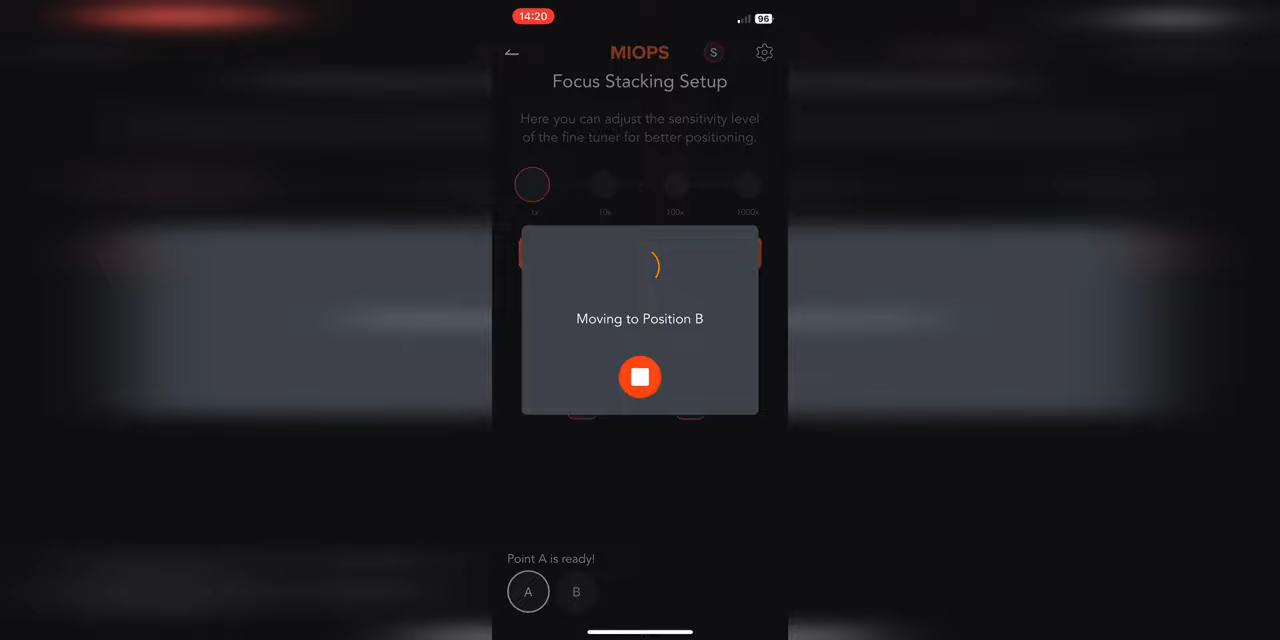 14:20
96
MIOPS
S
Focus Stacking Setup
Here you can adjust the sensitivity level
of the fine tuner for better positioning.
1x
10x
100x
1000x
Moving to Position B
Point A is ready!
A
B